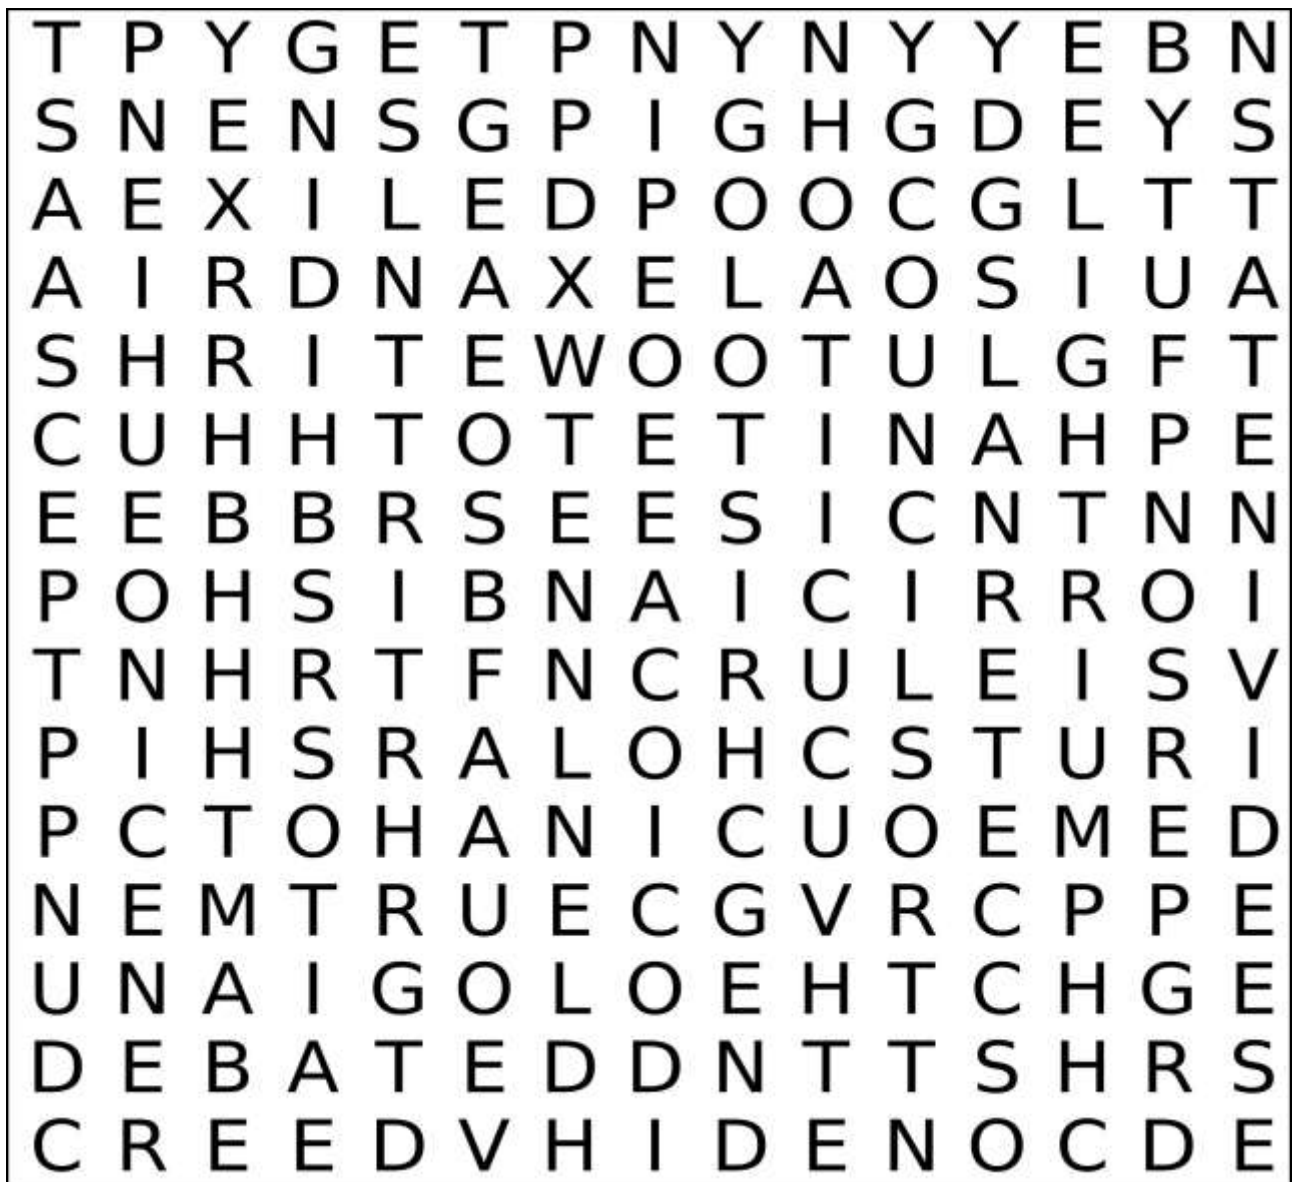 T P Y G E T P N Y N Y Y E B N
S N E N S G P I G H G D E Y S
A E X I L E D P O O C G L T T
A I R D N A X E L A O S I U A
S H R I T E W O O T U L G F T
C U H H T O T E T I N A H P E
E E B B R S E E S I C N T N N
P O H S I B N A I C I R R O I
T N H R T F N C R U L E I S V
P I H S R A L O H C S T U R I
P C T O H A N I C U O E M E D
N E M T R U E C G V R C P P E
U N A I G O L O E H T C H G E
D E B A T E D D N T T S H R S
C R E E D V H I D E N O C D E